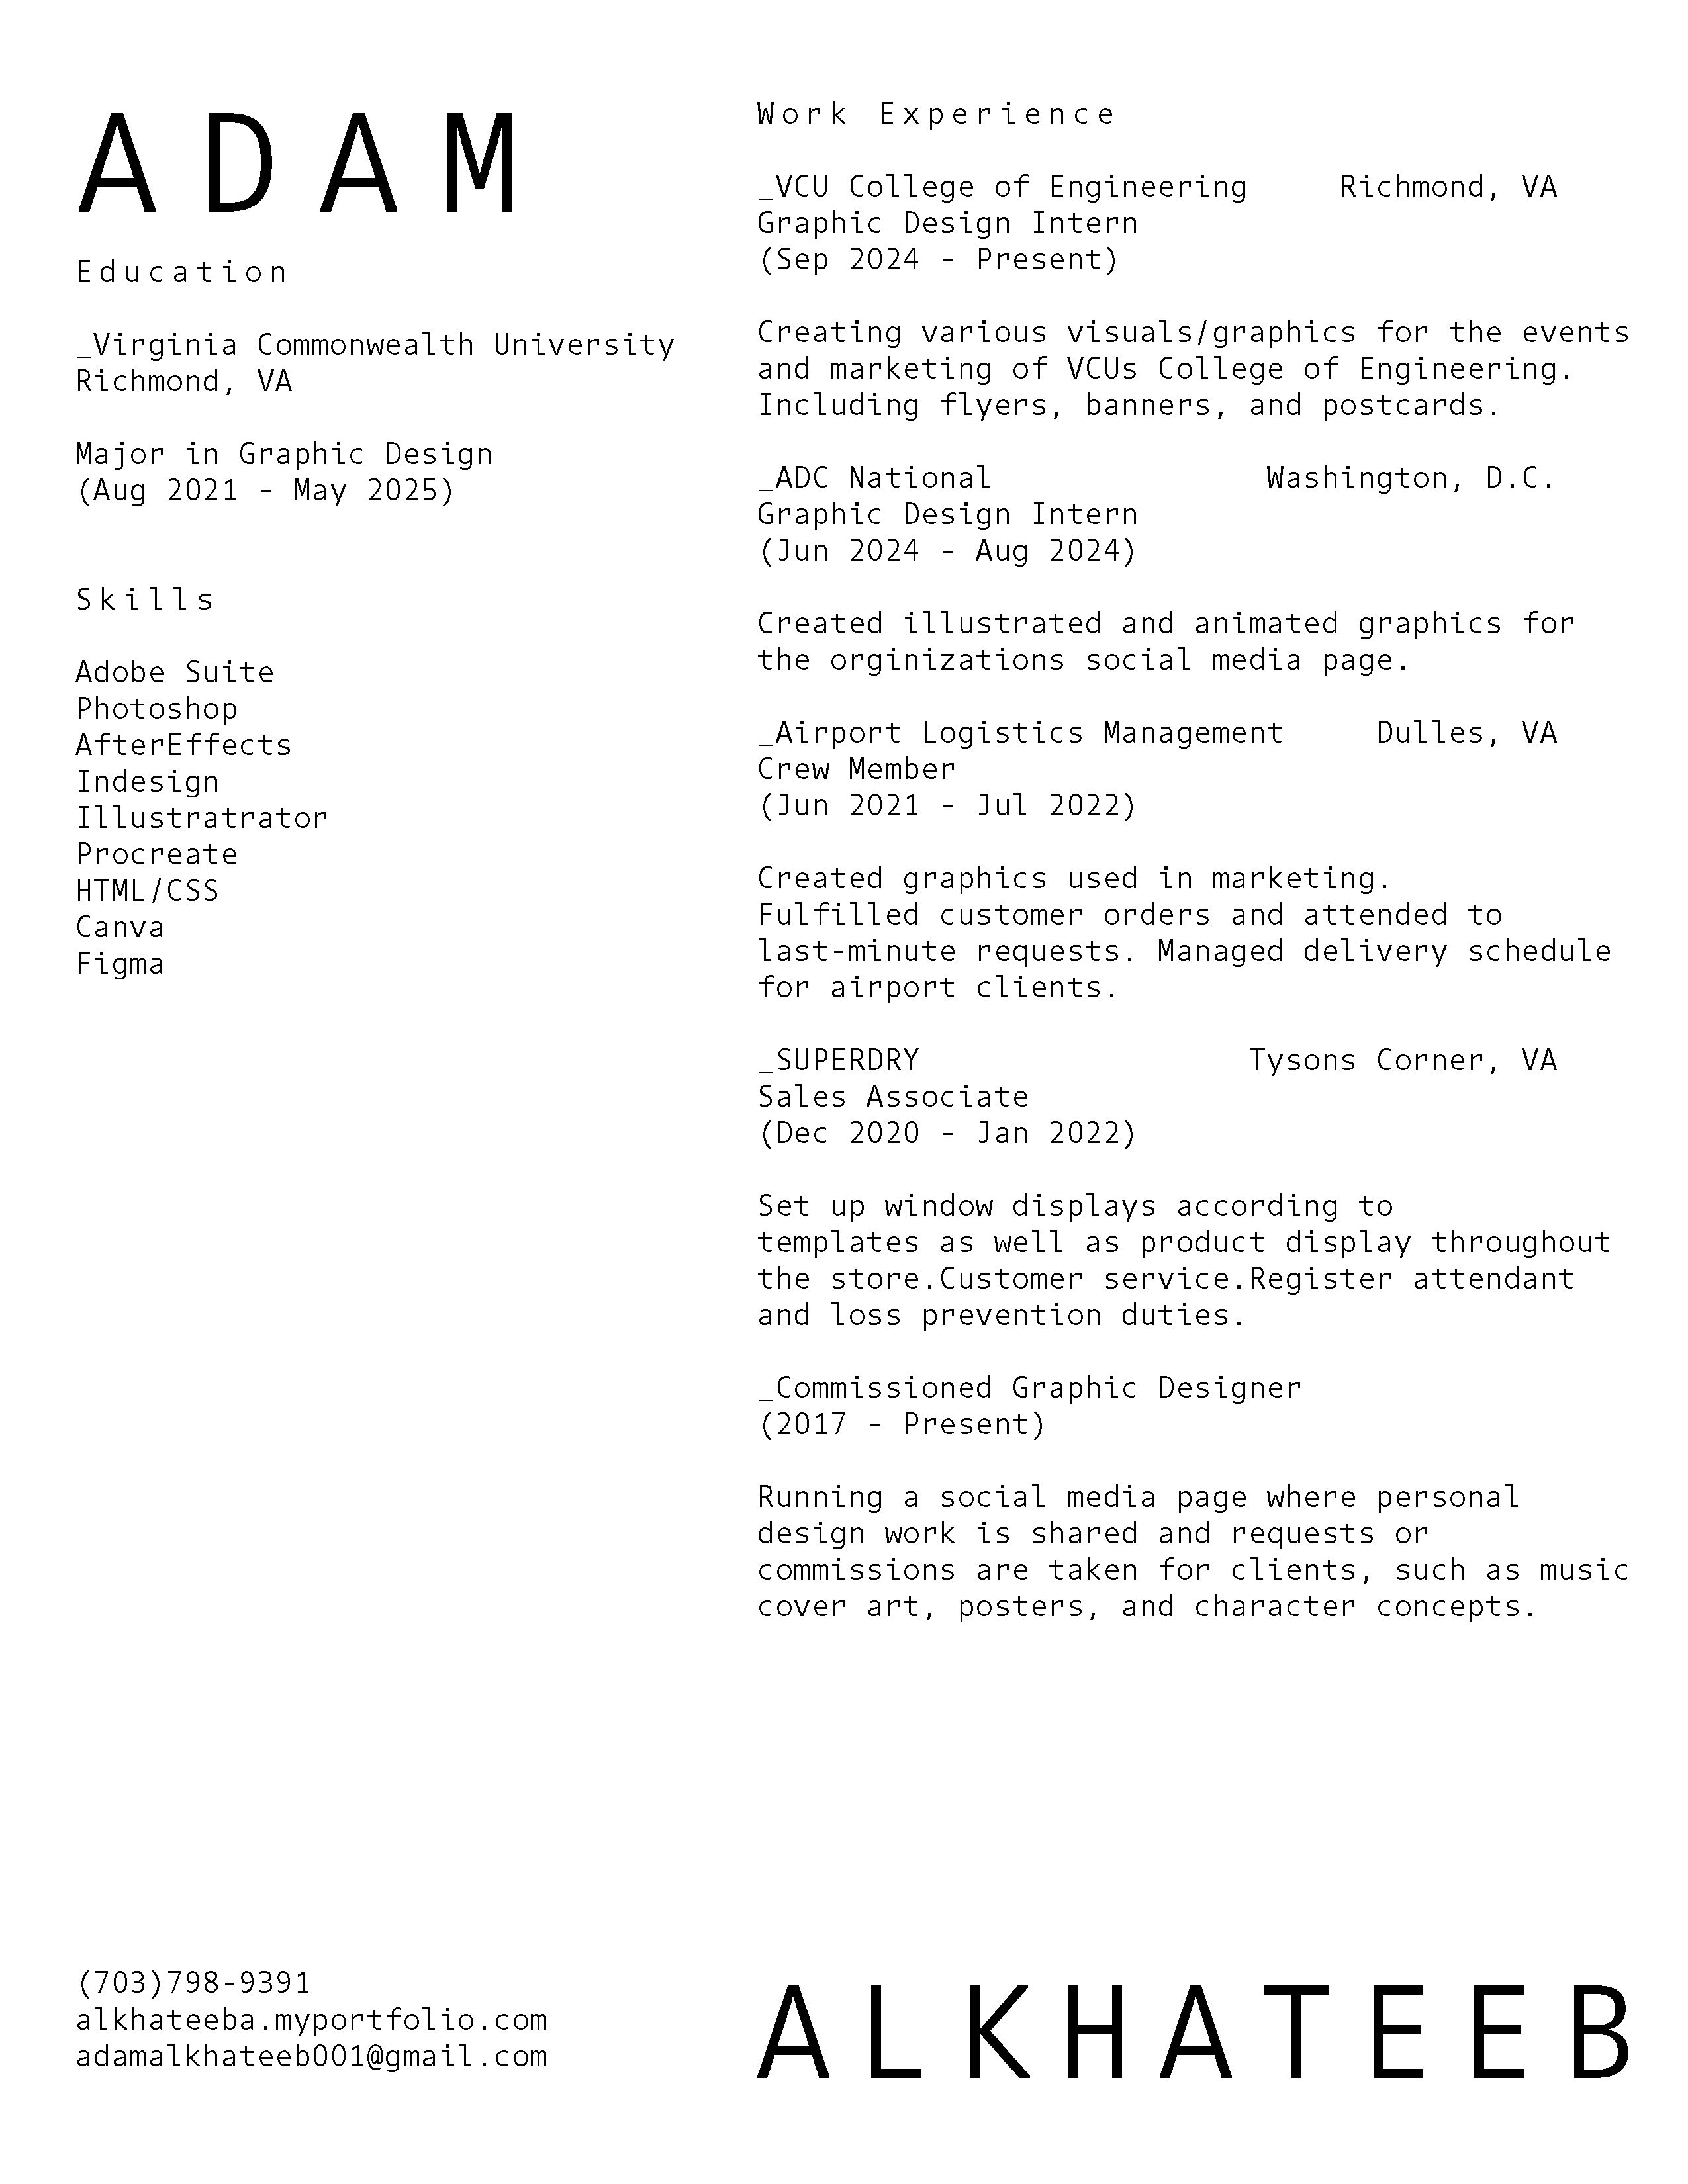 ADAM
Education
_Virginia Commonwealth University
Richmond, VA
Major in Graphic Design
(Aug 2021 - May 2025)
Skills
Adobe Suite
Photoshop
AfterEffects
Indesign
Illustratrator
Procreate
HTML/CSS
Canva
Figma
Work Experience
_VCU College of Engineering Richmond, VA
Graphic Design Intern
(Sep 2024 - Present)
Creating various visuals/graphics for the events
and marketing of VCUs College of Engineering.
Including flyers, banners, and postcards.
_ADC National Washington, D.C.
Graphic Design Intern
(Jun 2024 - Aug 2024)
Created illustrated and animated graphics for
the orginizations social media page.
_Airport Logistics Management Dulles, VA
Crew Member
(Jun 2021 - Jul 2022)
Created graphics used in marketing.
Fulfilled customer orders and attended to
last-minute requests. Managed delivery schedule
for airport clients.
_SUPERDRY Tysons Corner, VA
Sales Associate
(Dec 2020 - Jan 2022)
Set up window displays according to
templates as well as product display throughout
the store.Customer service.Register attendant
and loss prevention duties.
_Commissioned Graphic Designer
(2017 - Present)
Running a social media page where personal
design work is shared and requests or
commissions are taken for clients, such as music
cover art, posters, and character concepts.
(703)798-9391
alkhateeba.myportfolio.com
adamalkhateeb001@gmail.com
ALKHATEEB